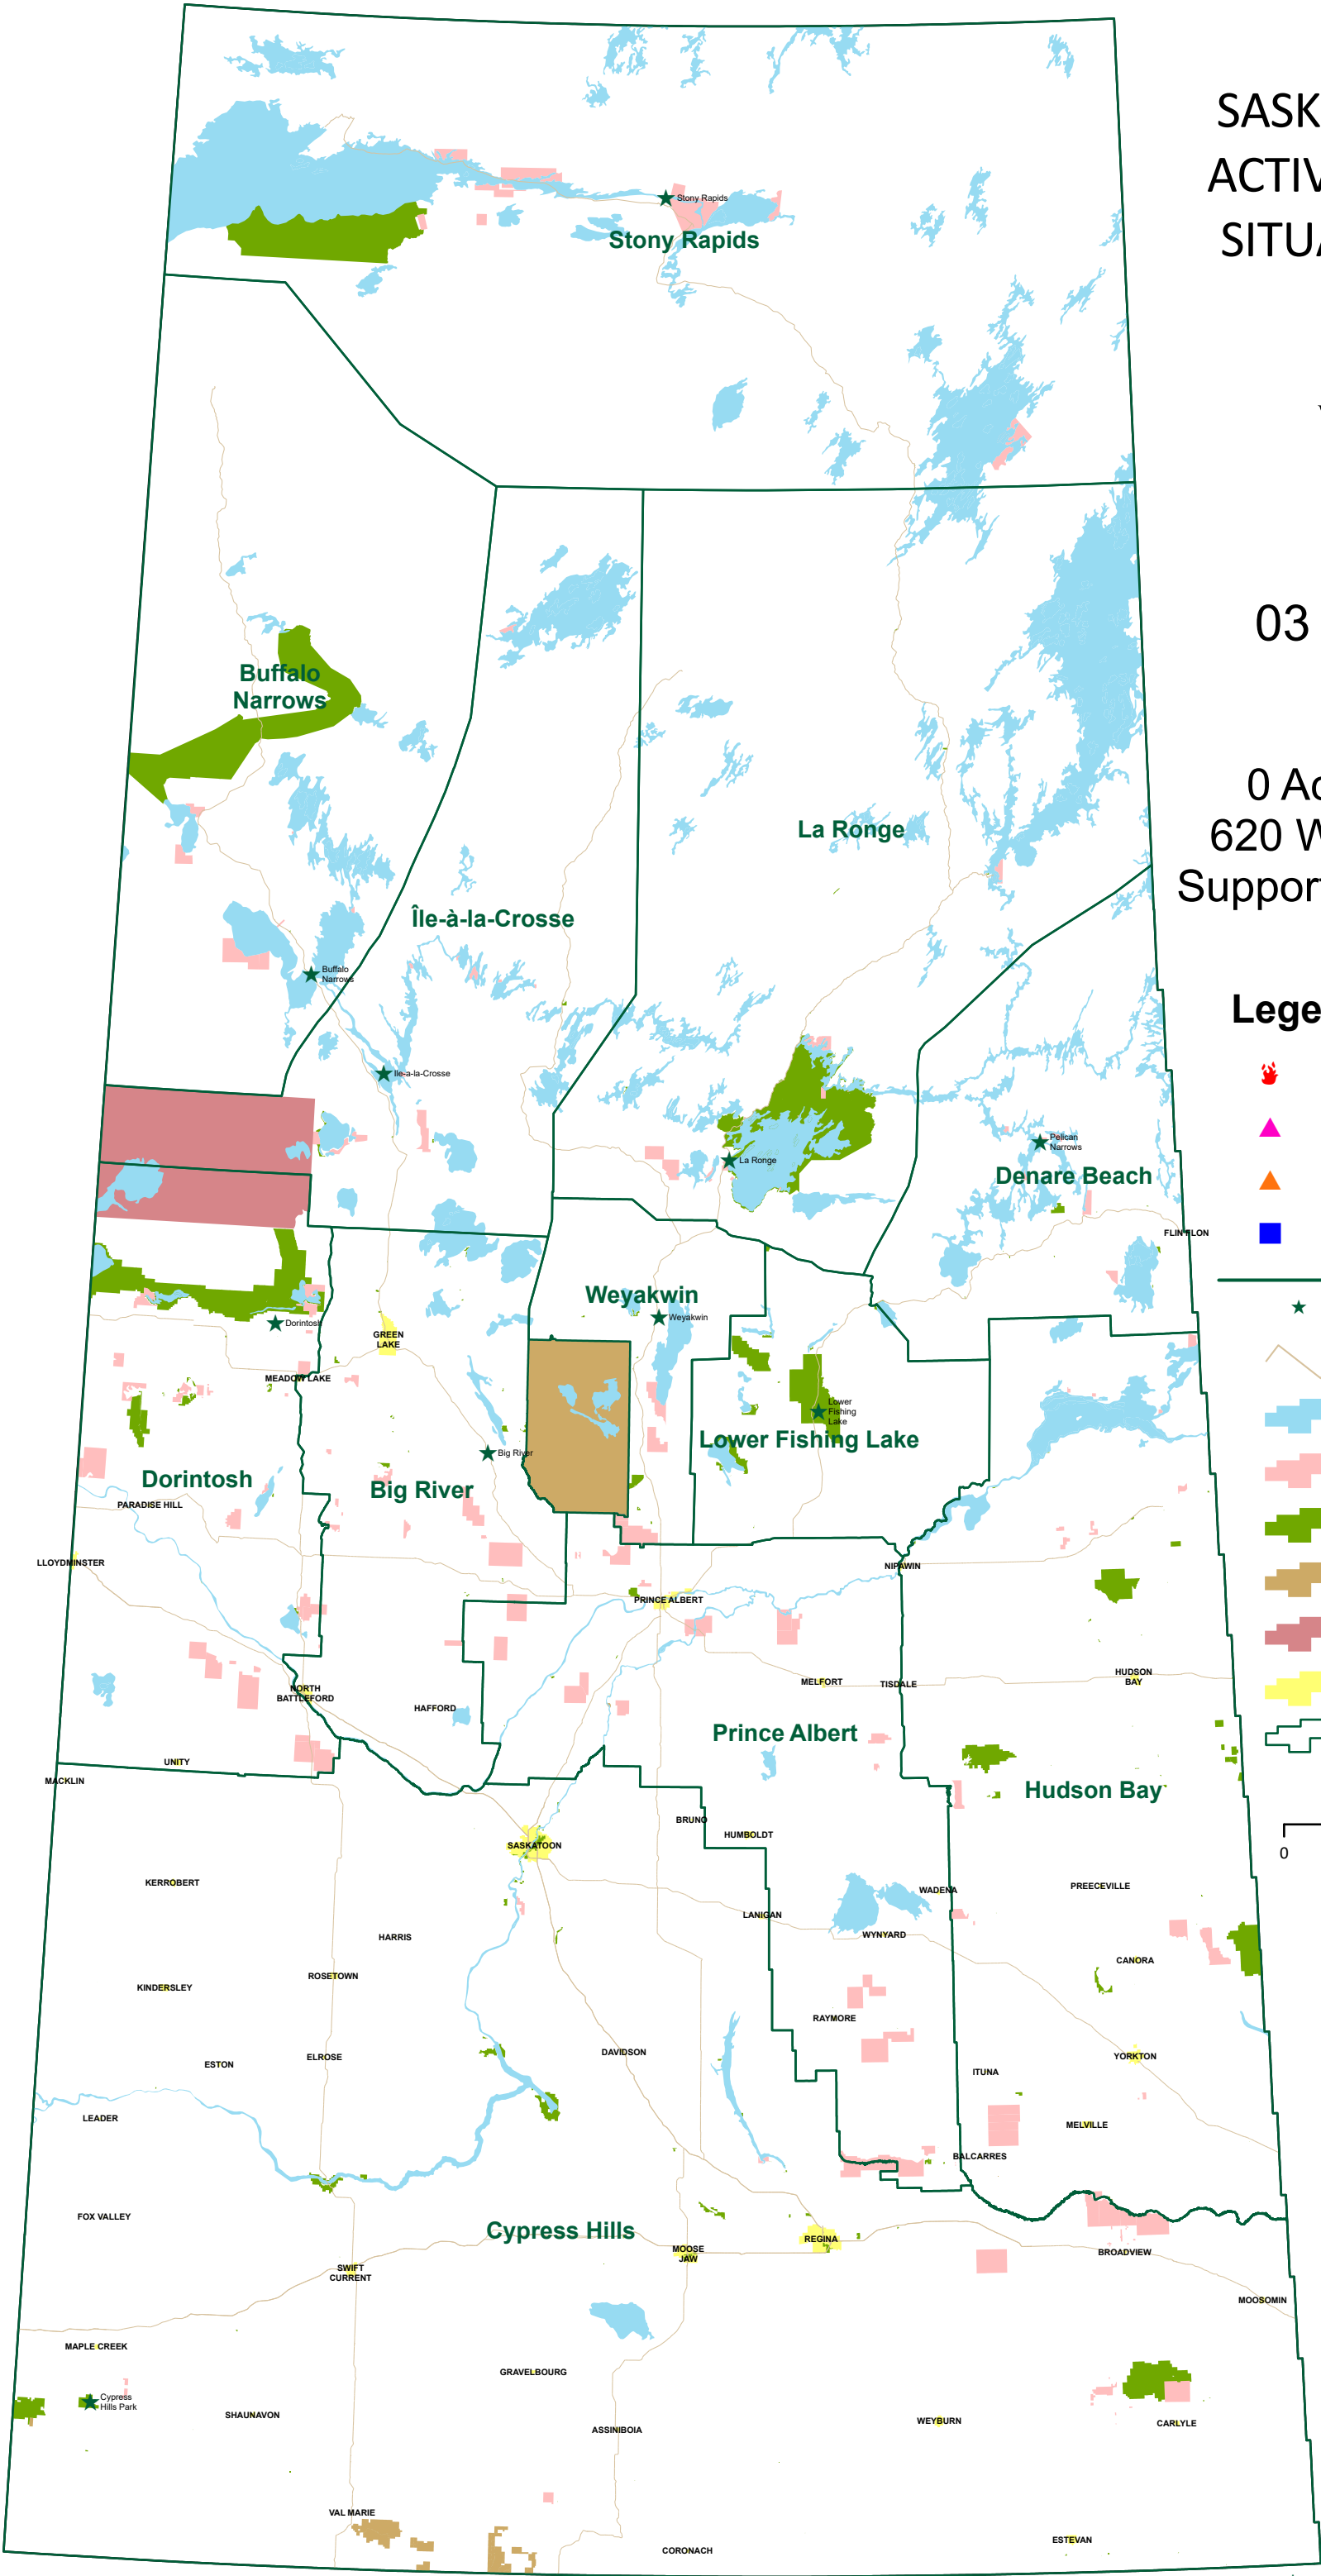 SASK
ACTIV
SITUA
Stony Rapids
Stony Rapids
03
Buffalo
Narrows
0 Ac
620 W
Support
La Ronge
Île-à-la-Crosse
Buffalo
Narrows
Lege
Ile-a-la-Crosse
Pelican
Narrows
La Ronge
Denare Beach
FLIN FLON
Weyakwin
Weyakwin
Dorintosh
GREEN
LAKE
MEADOW LAKE
Lower
Fishing
Lake
Lower Fishing Lake
Big River
Dorintosh
Big River
PARADISE HILL
LLOYDMINSTER
NIPAWIN
PRINCE ALBERT
HUDSON
BAY
MELFORT
TISDALE
NORTH
BATTLEFORD
HAFFORD
Prince Albert
UNITY
MACKLIN
Hudson Bay
BRUNO
HUMBOLDT
SASKATOON
0
KERROBERT
PREECEVILLE
WADENA
LANIGAN
WYNYARD
HARRIS
CANORA
ROSETOWN
KINDERSLEY
RAYMORE
DAVIDSON
YORKTON
ELROSE
ESTON
ITUNA
LEADER
MELVILLE
BALCARRES
FOX VALLEY
Cypress Hills
REGINA
MOOSE
JAW
BROADVIEW
SWIFT
CURRENT
MOOSOMIN
MAPLE CREEK
GRAVELBOURG
Cypress
Hills Park
SHAUNAVON
WEYBURN
CARLYLE
ASSINIBOIA
VAL MARIE
ESTEVAN
CORONACH